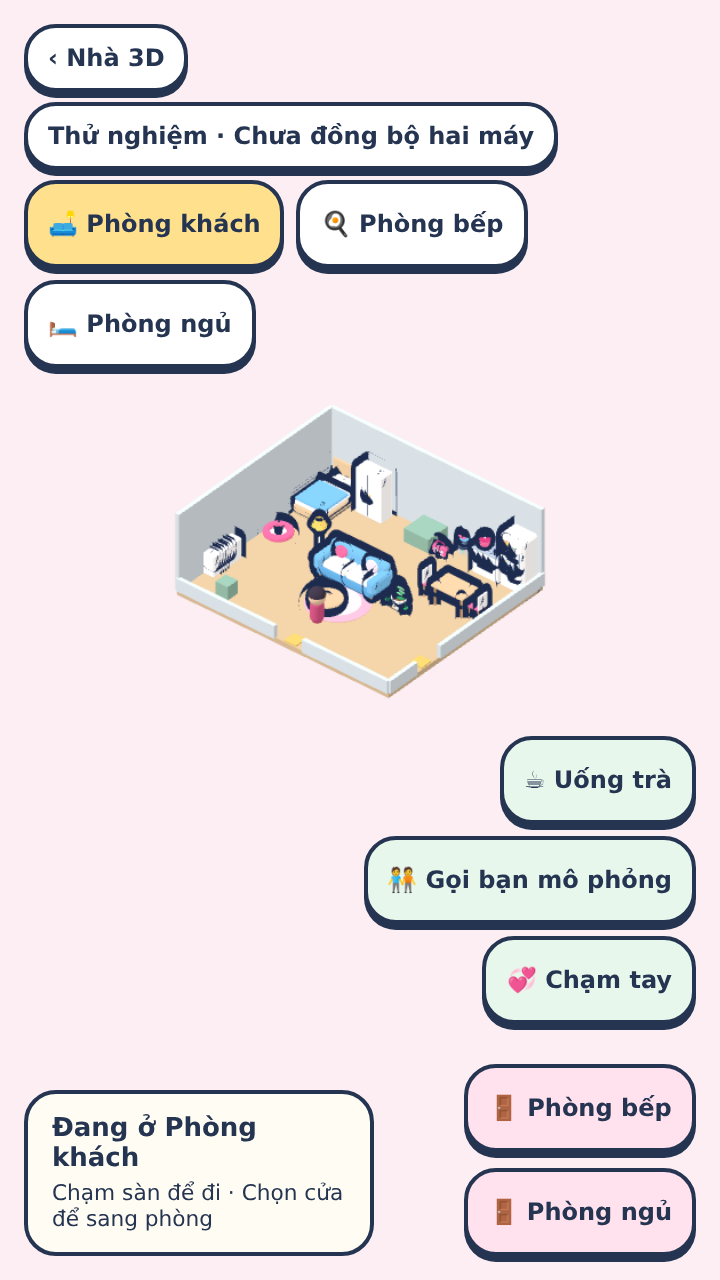 ‹ Nhà 3D
Thử nghiệm · Chưa đồng bộ hai máy
🛋️ Phòng khách
🍳 Phòng bếp
🛏️ Phòng ngủ
☕ Uống trà
🧑‍🤝‍🧑 Gọi bạn mô phỏng
💞 Chạm tay
🚪 Phòng bếp
Đang ở Phòng
khách
Chạm sàn để đi · Chọn cửa
để sang phòng
🚪 Phòng ngủ